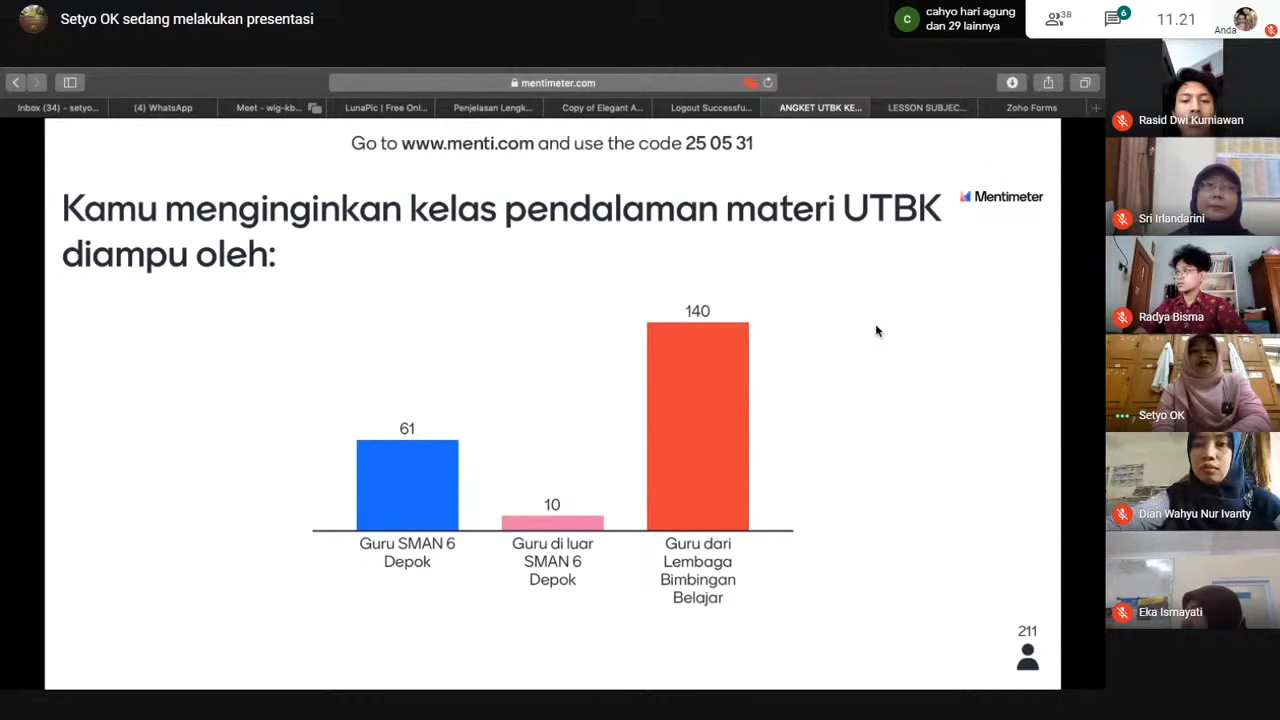 Setyo OK sedang melakukan presentasi
C
cahyo hari agung
dan 29 lainnya
38
6
11.21
Anda
mentimeter.com
Inbox (34) - setyo...
(4) WhatsApp
Meet - wig-kb...
LunaPic | Free Onl...
Penjelasan Lengk...
Copy of Elegant A...
Logout Successfu...
ANGKET UTBK KE...
LESSON SUBJEC...
Zoho Forms
Go to www.menti.com and use the code 25 05 31
Mentimeter
Kamu menginginkan kelas pendalaman materi UTBK
diampu oleh:
61
10
140
Guru SMAN 6
Depok
Guru di luar
SMAN 6
Depok
Guru dari
Lembaga
Bimbingan
Belajar
211
Rasid Dwi Kurniawan
Sri Irlandarini
Radya Bisma
Setyo OK
Dian Wahyu Nur Ivanty
Eka Ismayati